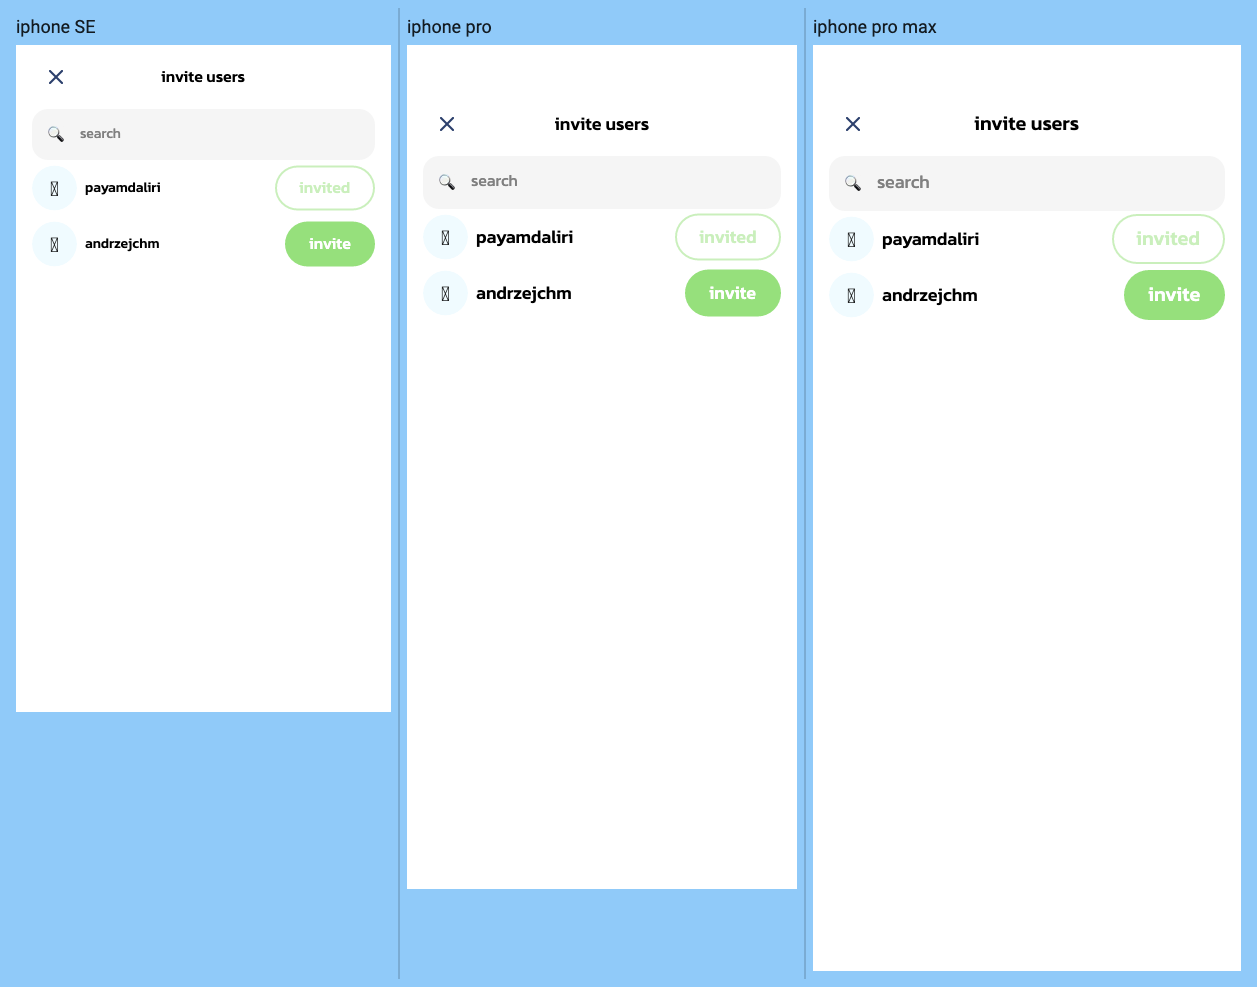 iphone SE
invite users
search
payamdaliri
invited
andrzejchm
invite
iphone pro
invite users
search
payamdaliri
invited
andrzejchm
invite
iphone pro max
invite users
search
payamdaliri
invited
andrzejchm
invite